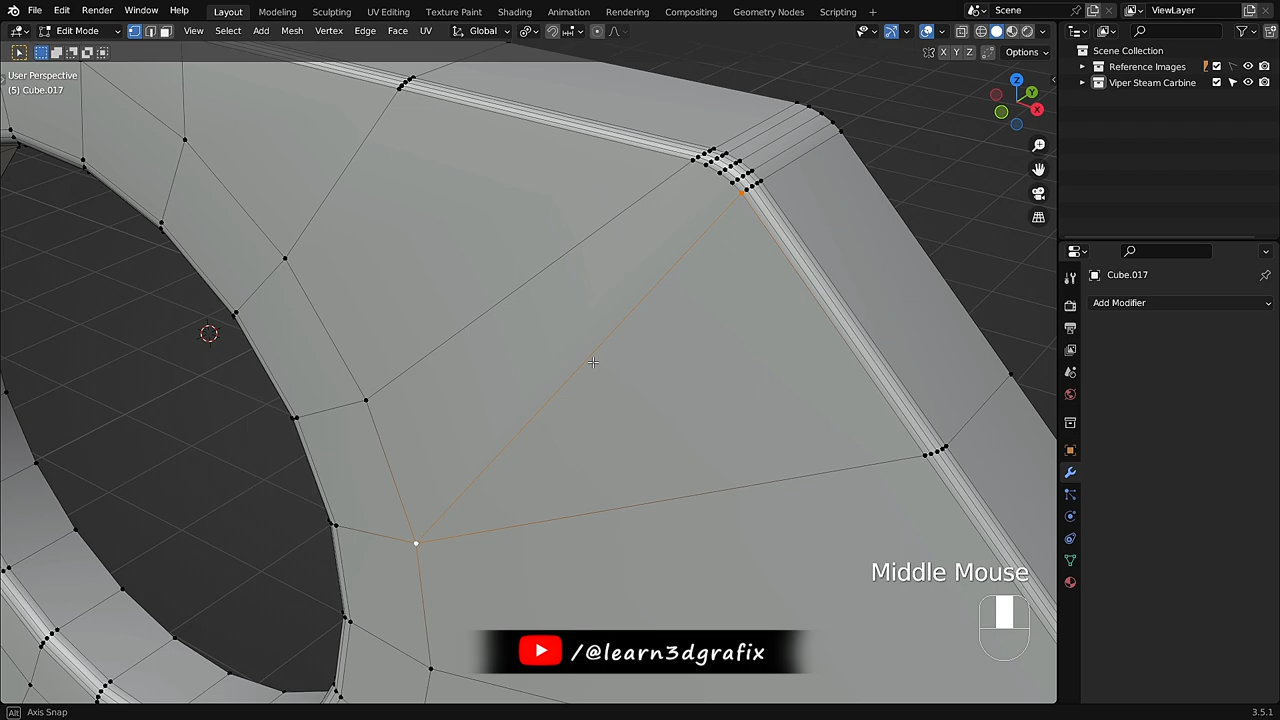 File Edit Render Window Help Layout Modeling Sculpting UV Editing Texture Paint Shading Animation Rendering Compositing Geometry Nodes Scripting Scene ViewLayer
Edit Mode View Select Add Mesh Vertex Edge Face UV Global
X Y Z Options
Scene Collection
Reference Images
Viper Steam Carbine
User Perspective
(5) Cube.017
Z
Y
X
Cube.017
Add Modifier
Middle Mouse
/@learn3dgrafix
Alt Axis Snap 3.5.1